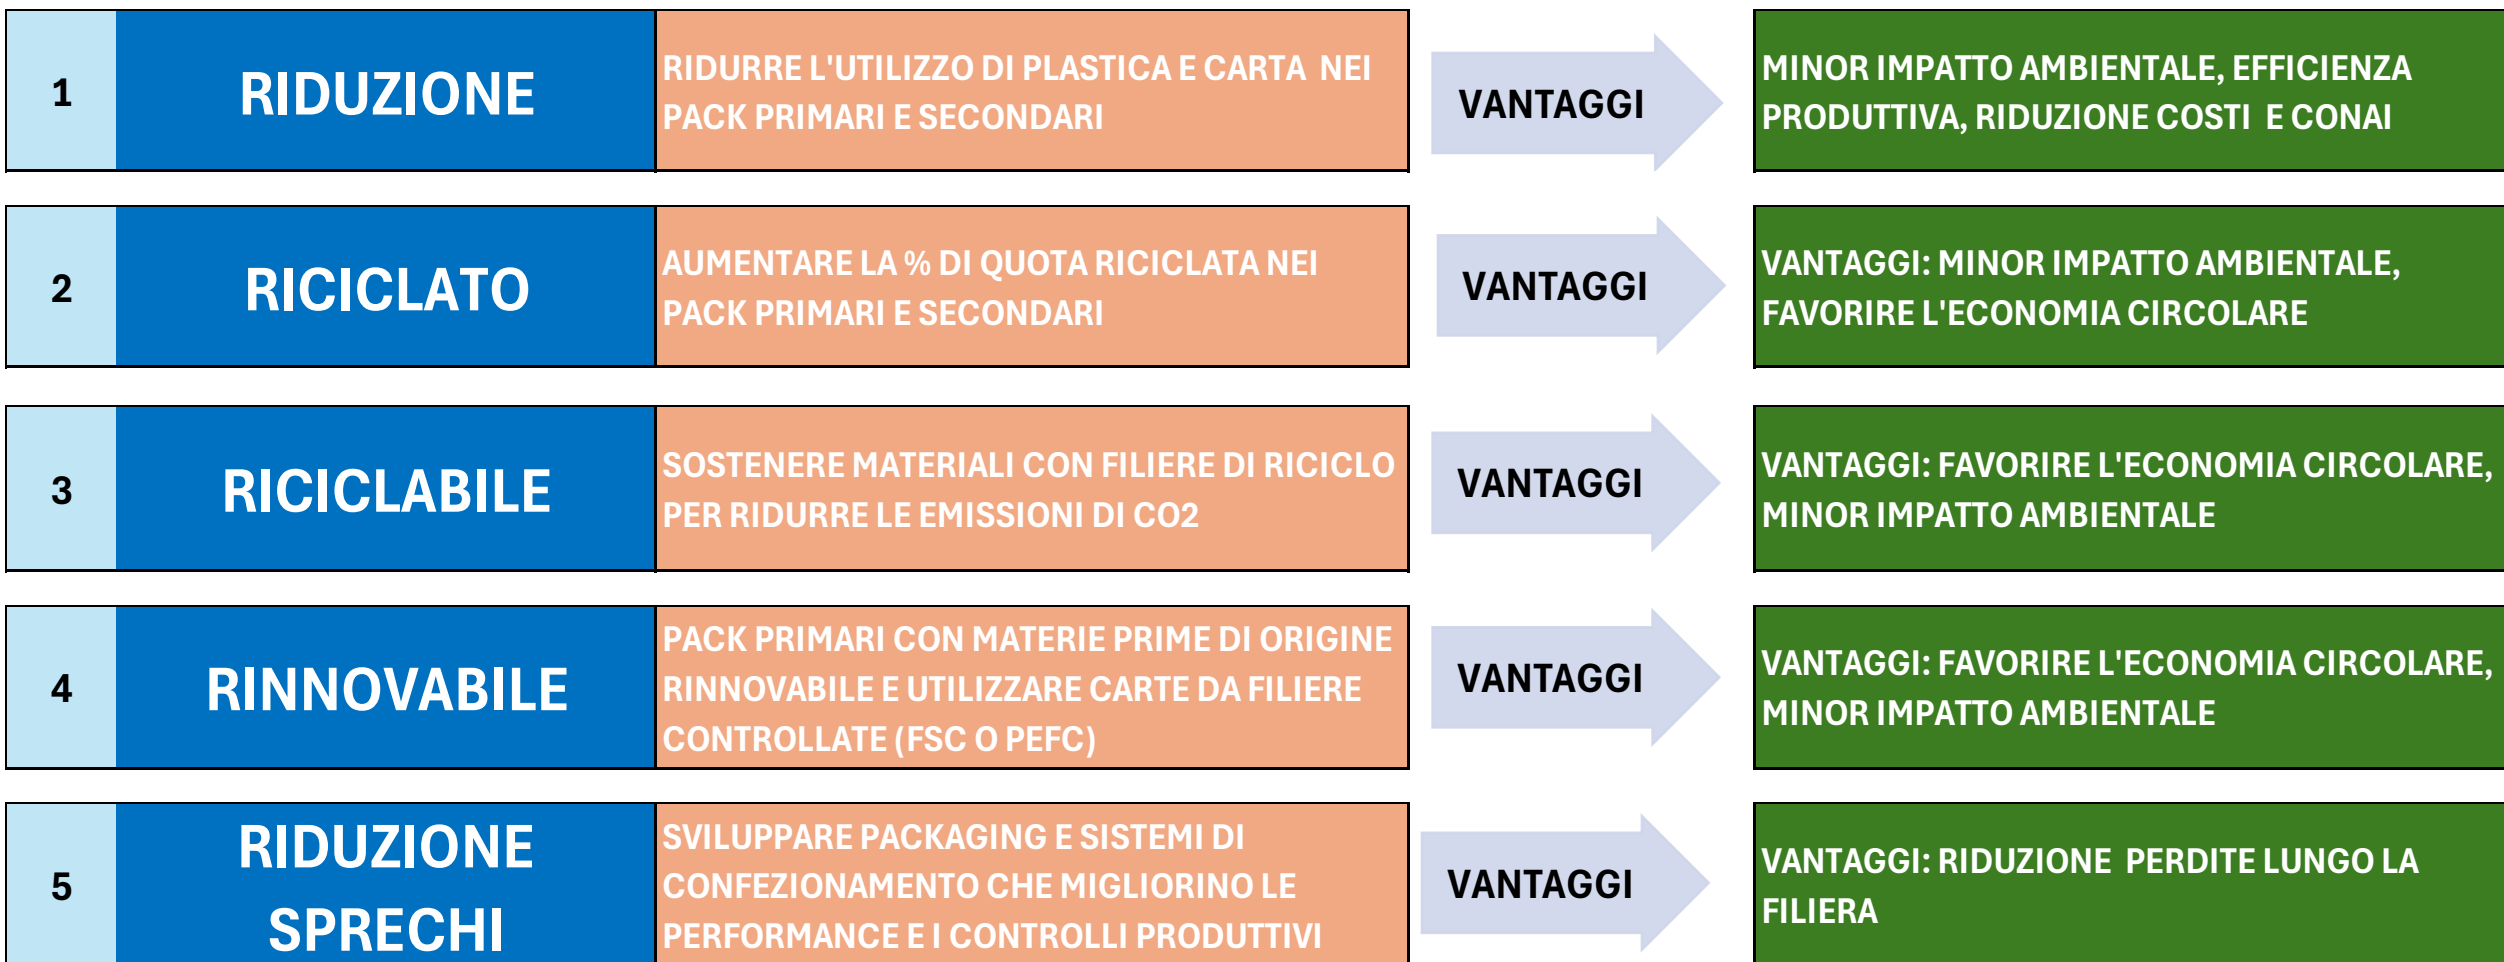 1
RIDUZIONE
RIDURRE L'UTILIZZO DI PLASTICA E CARTA  NEI
PACK PRIMARI E SECONDARI
VANTAGGI
MINOR IMPATTO AMBIENTALE, EFFICIENZA
PRODUTTIVA, RIDUZIONE COSTI  E CONAI
2
RICICLATO
AUMENTARE LA % DI QUOTA RICICLATA NEI
PACK PRIMARI E SECONDARI
VANTAGGI
VANTAGGI: MINOR IMPATTO AMBIENTALE,
FAVORIRE L'ECONOMIA CIRCOLARE
3
RICICLABILE
SOSTENERE MATERIALI CON FILIERE DI RICICLO
PER RIDURRE LE EMISSIONI DI CO2
VANTAGGI
VANTAGGI: FAVORIRE L'ECONOMIA CIRCOLARE,
MINOR IMPATTO AMBIENTALE
4
RINNOVABILE
PACK PRIMARI CON MATERIE PRIME DI ORIGINE
RINNOVABILE E UTILIZZARE CARTE DA FILIERE
CONTROLLATE (FSC O PEFC)
VANTAGGI
VANTAGGI: FAVORIRE L'ECONOMIA CIRCOLARE,
MINOR IMPATTO AMBIENTALE
5
RIDUZIONE
SPRECHI
SVILUPPARE PACKAGING E SISTEMI DI
CONFEZIONAMENTO CHE MIGLIORINO LE
PERFORMANCE E I CONTROLLI PRODUTTIVI
VANTAGGI
VANTAGGI: RIDUZIONE  PERDITE LUNGO LA
FILIERA